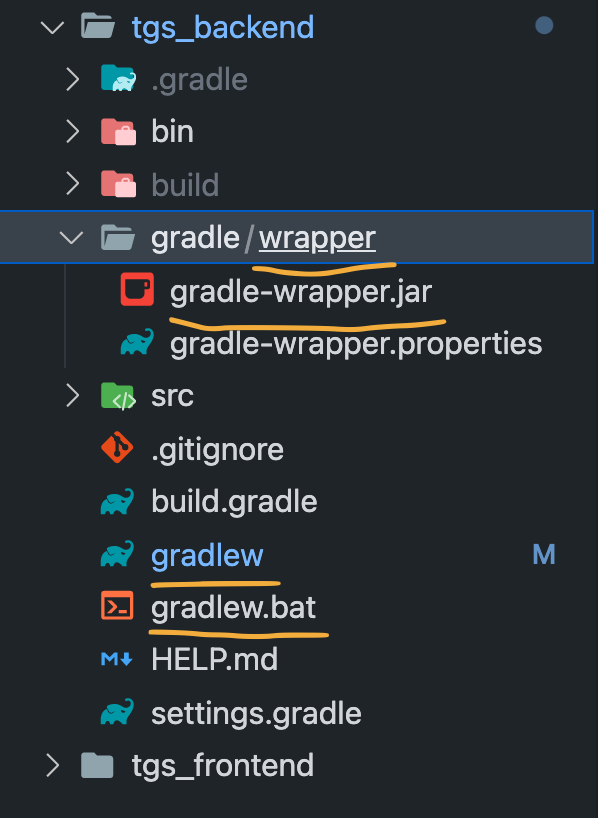 tgs_backend
.gradle
bin
build
gradle/wrapper
gradle-wrapper.jar
gradle-wrapper.properties
src
.gitignore
build.gradle
gradlew
M
gradlew.bat
HELP.md
settings.gradle
tgs_frontend